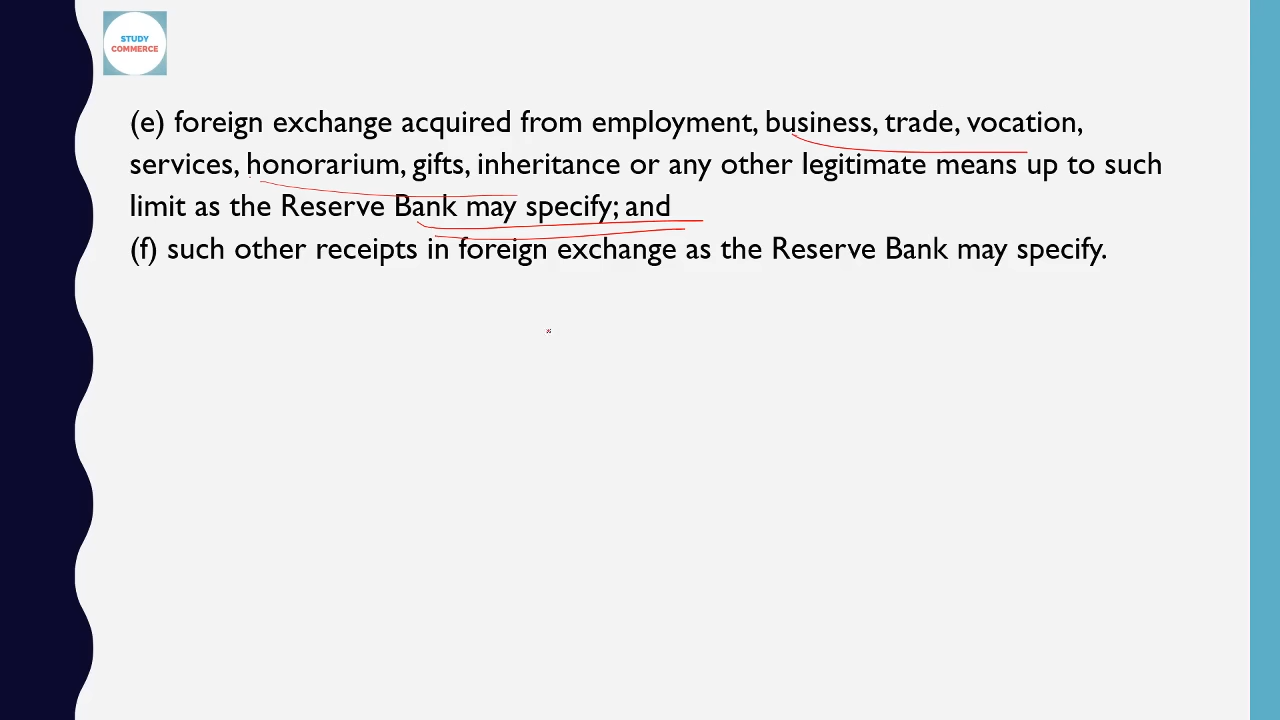 STUDY
COMMERCE
(e) foreign exchange acquired from employment, business, trade, vocation,
services, honorarium, gifts, inheritance or any other legitimate means up to such
limit as the Reserve Bank may specify; and
(f) such other receipts in foreign exchange as the Reserve Bank may specify.